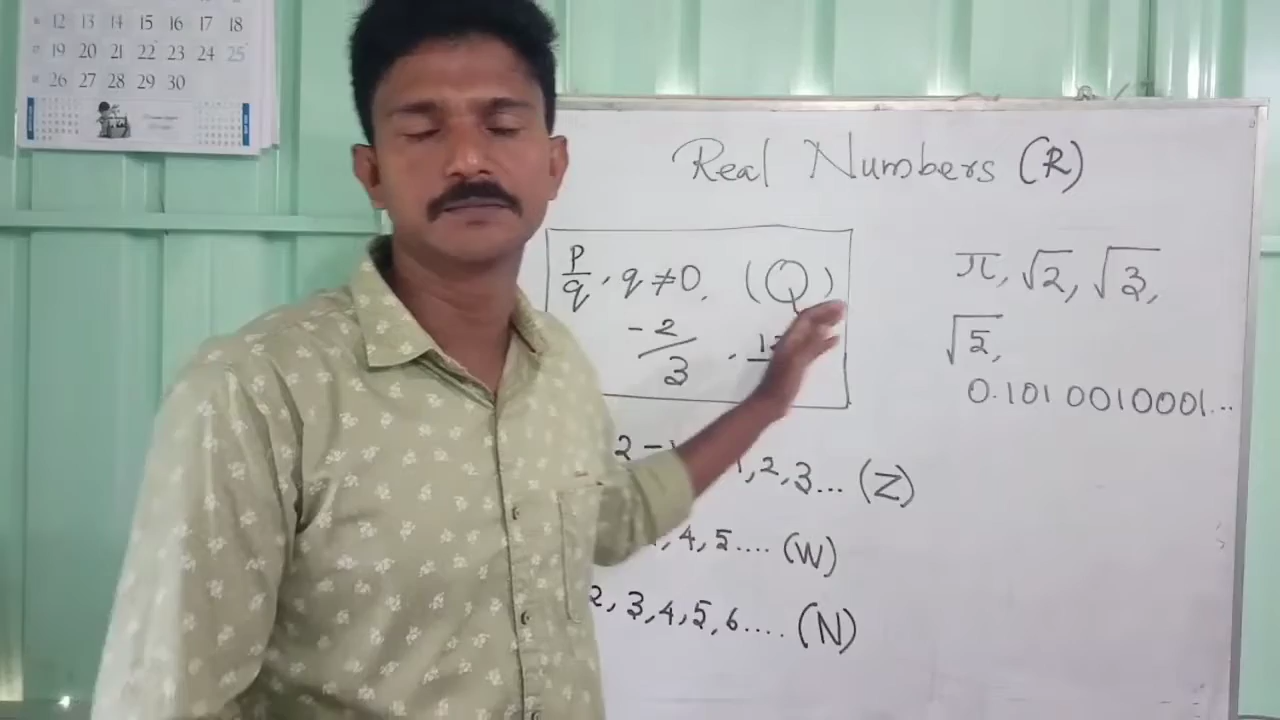 12 13 14 15 16 17 18
19 20 21 22 23 24 25
26 27 28 29 30
Real Numbers (R)
p/q, q ≠ 0. (Q)
-2/3 .
π, √2, √3,
√5,
0.1010010001...
2 -1, 2, 3... (Z)
, 4, 5.... (W)
2, 3, 4, 5, 6.... (N)